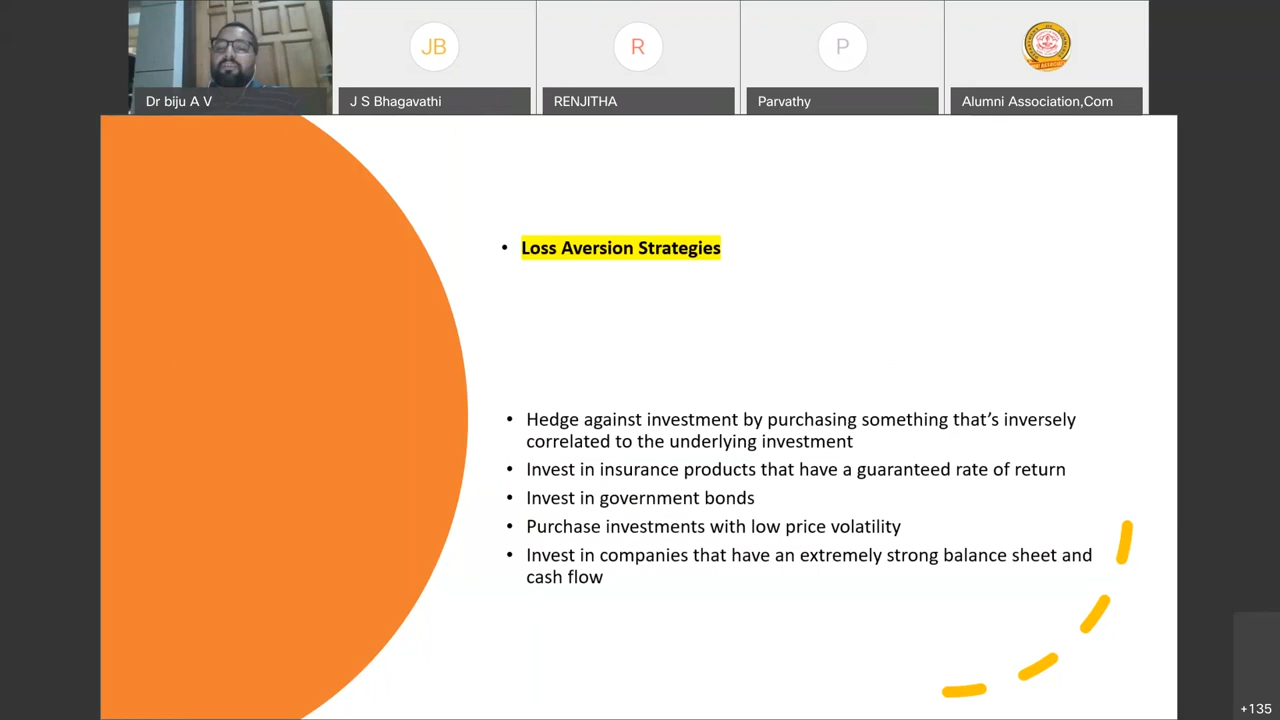 JB
R
P
Dr biju A V
J S Bhagavathi
RENJITHA
Parvathy
Alumni Association,Com
• Loss Aversion Strategies
• Hedge against investment by purchasing something that’s inversely
correlated to the underlying investment
• Invest in insurance products that have a guaranteed rate of return
• Invest in government bonds
• Purchase investments with low price volatility
• Invest in companies that have an extremely strong balance sheet and
cash flow
+135